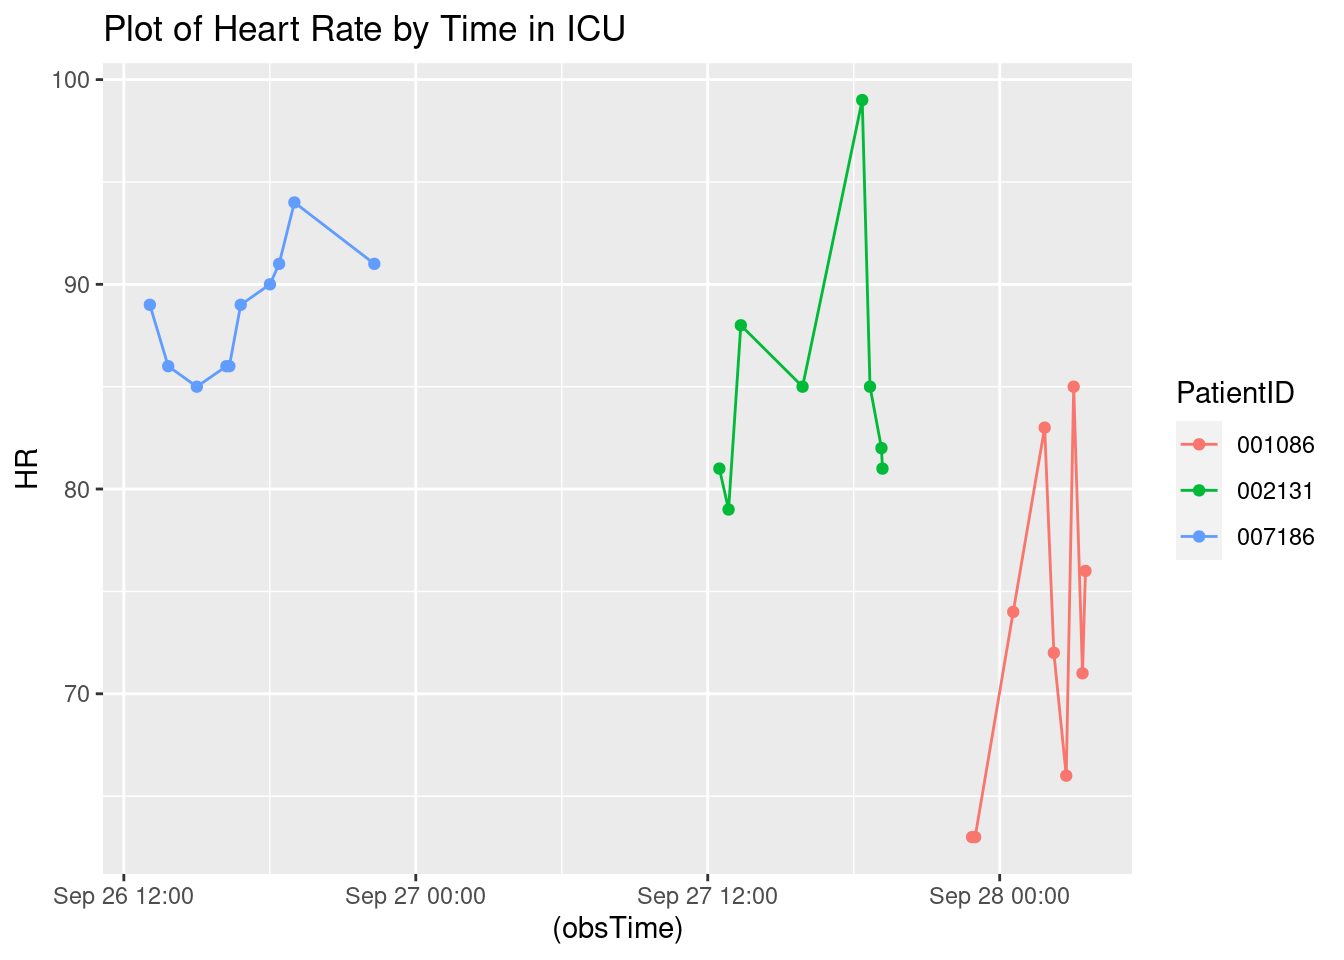 Plot of Heart Rate by Time in ICU
100
90
80
70
HR
Sep 26 12:00
Sep 27 00:00
Sep 27 12:00
Sep 28 00:00
(obsTime)
PatientID
001086
002131
007186